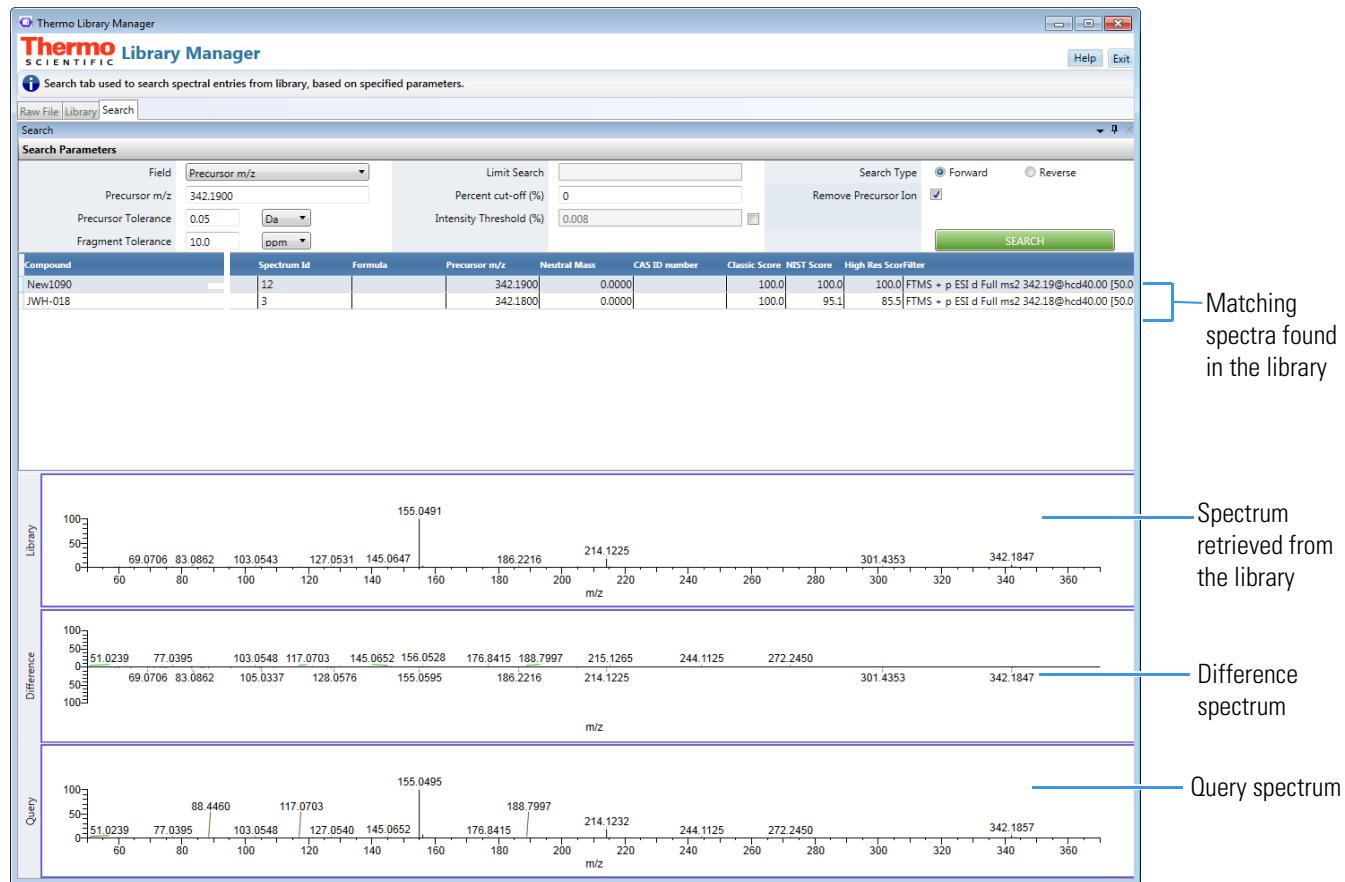 Thermo Library Manager
Thermo
SCIENTIFIC
Library Manager
Help Exit
Search tab used to search spectral entries from library, based on specified parameters.
Raw File Library Search
Search
Search Parameters
Field Precursor m/z Limit Search Search Type Forward Reverse
Precursor m/z 342.1900 Percent cut-off (%) 0 Remove Precursor Ion
Precursor Tolerance 0.05 Da Intensity Threshold (%) 0.008
Fragment Tolerance 10.0 ppm SEARCH
Compound Spectrum Id Formula Precursor m/z Neutral Mass CAS ID number Classic Score NIST Score High Res Scor Filter
New1090 12 342.1900 0.0000 100.0 100.0 100.0 FTMS + p ESI d Full ms2 342.19@hcd40.00 [50.0
JWH-018 3 342.1800 0.0000 100.0 95.1 85.5 FTMS + p ESI d Full ms2 342.18@hcd40.00 [50.0
Matching
spectra found
in the library
Library
155.0491
100
50
0
69.0706 83.0862 103.0543 127.0531 145.0647 186.2216 214.1225 301.4353 342.1847
60 80 100 120 140 160 180 200 220 240 260 280 300 320 340 360
m/z
Spectrum
retrieved from
the library
Difference
100
50
0
50
100
51.0239 77.0395 103.0548 117.0703 145.0652 156.0528 176.8415 188.7997 215.1265 244.1125 272.2450
69.0706 83.0862 105.0337 128.0576 155.0595 186.2216 214.1225 301.4353 342.1847
m/z
Difference
spectrum
Query
155.0495
100
50
0
88.4460 117.0703 188.7997
51.0239 77.0395 103.0548 127.0540 145.0652 176.8415 214.1232 244.1125 272.2450 342.1857
60 80 100 120 140 160 180 200 220 240 260 280 300 320 340 360
m/z
Query spectrum